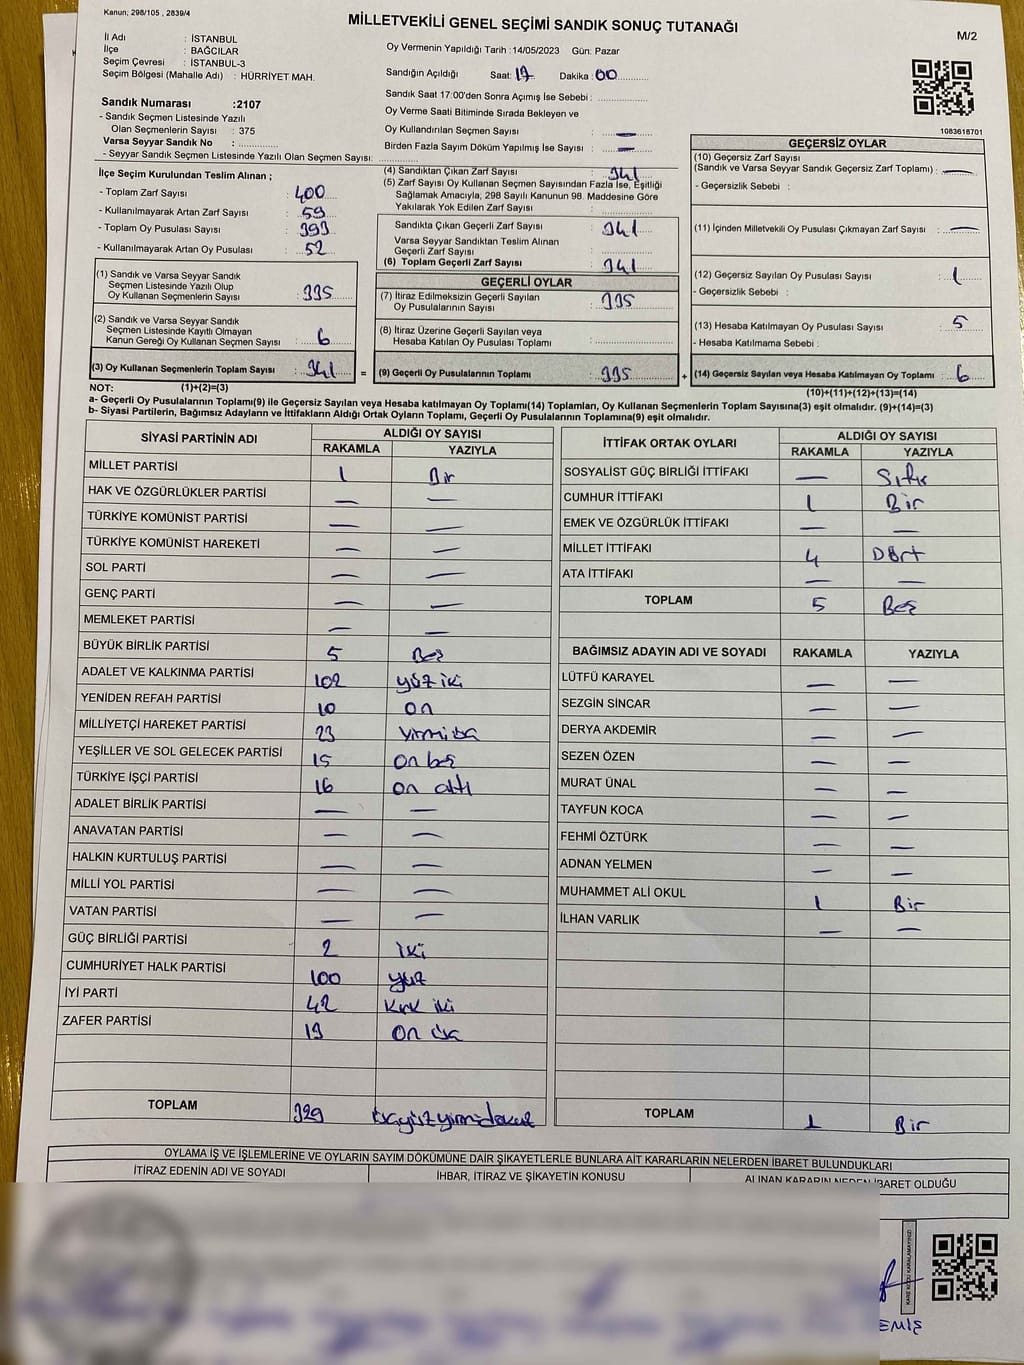 Kanun; 298/105 , 2839/4
MİLLETVEKİLİ GENEL SEÇİMİ SANDIK SONUÇ TUTANAĞI
M/2
İl Adı : İSTANBUL
İlçe : BAĞCILAR
Seçim Çevresi : İSTANBUL-3
Seçim Bölgesi (Mahalle Adı) : HÜRRİYET MAH.
Oy Vermenin Yapıldığı Tarih :14/05/2023 Gün: Pazar
Sandığın Açıldığı Saat: 17 Dakika : 00
Sandık Saat 17:00'den Sonra Açımış İse Sebebi :
Oy Verme Saati Bitiminde Sırada Bekleyen ve
Oy Kullandırılan Seçmen Sayısı : —
Birden Fazla Sayım Döküm Yapılmış İse Sayısı : —
1083618701
Sandık Numarası :2107
- Sandık Seçmen Listesinde Yazılı
Olan Seçmenlerin Sayısı : 375
Varsa Seyyar Sandık No :
- Seyyar Sandık Seçmen Listesinde Yazılı Olan Seçmen Sayısı:
İlçe Seçim Kurulundan Teslim Alınan ;
- Toplam Zarf Sayısı : 400
- Kullanılmayarak Artan Zarf Sayısı : 59
- Toplam Oy Pusulası Sayısı : 393
- Kullanılmayarak Artan Oy Pusulası : 52
(1) Sandık ve Varsa Seyyar Sandık
Seçmen Listesinde Yazılı Olup
Oy Kullanan Seçmenlerin Sayısı : 335
(2) Sandık ve Varsa Seyyar Sandık
Seçmen Listesinde Kayıtlı Olmayan
Kanun Gereği Oy Kullanan Seçmen Sayısı : 6
(3) Oy Kullanan Seçmenlerin Toplam Sayısı : 341
(4) Sandıktan Çıkan Zarf Sayısı : 341
(5) Zarf Sayısı Oy Kullanan Seçmen Sayısından Fazla İse, Eşitliği
Sağlamak Amacıyla, 298 Sayılı Kanunun 98. Maddesine Göre
Yakılarak Yok Edilen Zarf Sayısı :
Sandıkta Çıkan Geçerli Zarf Sayısı : 341
Varsa Seyyar Sandıktan Teslim Alınan
Geçerli Zarf Sayısı :
(6) Toplam Geçerli Zarf Sayısı : 341
GEÇERLİ OYLAR
(7) İtiraz Edilmeksizin Geçerli Sayılan
Oy Pusulalarının Sayısı : 335
(8) İtiraz Üzerine Geçerli Sayılan veya
Hesaba Katılan Oy Pusulası Toplamı :
= (9) Geçerli Oy Pusulalarının Toplamı : 335
GEÇERSİZ OYLAR
(10) Geçersiz Zarf Sayısı
(Sandık ve Varsa Seyyar Sandık Geçersiz Zarf Toplamı) : —
- Geçersizlik Sebebi :
(11) İçinden Milletvekili Oy Pusulası Çıkmayan Zarf Sayısı : —
(12) Geçersiz Sayılan Oy Pusulası Sayısı : 1
- Geçersizlik Sebebi :
(13) Hesaba Katılmayan Oy Pusulası Sayısı : 5
- Hesaba Katılmama Sebebi :
+ (14) Geçersiz Sayılan veya Hesaba Katılmayan Oy Toplamı : 6
NOT: (1)+(2)=(3)
(10)+(11)+(12)+(13)=(14)
a- Geçerli Oy Pusulalarının Toplamı(9) ile Geçersiz Sayılan veya Hesaba katılmayan Oy Toplamı(14) Toplamları, Oy Kullanan Seçmenlerin Toplam Sayısına(3) eşit olmalıdır. (9)+(14)=(3)
b- Siyasi Partilerin, Bağımsız Adayların ve İttifakların Aldığı Ortak Oyların Toplamı, Geçerli Oy Pusulalarının Toplamına(9) eşit olmalıdır.
SİYASİ PARTİNİN ADI
ALDIĞI OY SAYISI
RAKAMLA YAZIYLA
MİLLET PARTİSİ 1 Bir
HAK VE ÖZGÜRLÜKLER PARTİSİ — —
TÜRKİYE KOMÜNİST PARTİSİ — —
TÜRKİYE KOMÜNİST HAREKETİ — —
SOL PARTİ — —
GENÇ PARTİ — —
MEMLEKET PARTİSİ — —
BÜYÜK BİRLİK PARTİSİ 5 Beş
ADALET VE KALKINMA PARTİSİ 102 yüz iki
YENİDEN REFAH PARTİSİ 10 on
MİLLİYETÇİ HAREKET PARTİSİ 23
YEŞİLLER VE SOL GELECEK PARTİSİ 15 on beş
TÜRKİYE İŞÇİ PARTİSİ 16 on altı
ADALET BİRLİK PARTİSİ — —
ANAVATAN PARTİSİ — —
HALKIN KURTULUŞ PARTİSİ — —
MİLLİ YOL PARTİSİ — —
VATAN PARTİSİ — —
GÜÇ BİRLİĞİ PARTİSİ 2 iki
CUMHURİYET HALK PARTİSİ 100 yüz
İYİ PARTİ 42 kırk iki
ZAFER PARTİSİ 13 on üç
TOPLAM 329 üçyüzyirmidokuz
İTTİFAK ORTAK OYLARI
ALDIĞI OY SAYISI
RAKAMLA YAZIYLA
SOSYALİST GÜÇ BİRLİĞİ İTTİFAKI — Sıfır
CUMHUR İTTİFAKI 1 Bir
EMEK VE ÖZGÜRLÜK İTTİFAKI — —
MİLLET İTTİFAKI 4 Dört
ATA İTTİFAKI — —
TOPLAM 5 Beş
BAĞIMSIZ ADAYIN ADI VE SOYADI RAKAMLA YAZIYLA
LÜTFÜ KARAYEL — —
SEZGİN SİNCAR — —
DERYA AKDEMİR — —
SEZEN ÖZEN — —
MURAT ÜNAL — —
TAYFUN KOCA — —
FEHMİ ÖZTÜRK — —
ADNAN YELMEN — —
MUHAMMET ALİ OKUL 1 Bir
İLHAN VARLIK — —
TOPLAM 1 Bir
OYLAMA İŞ VE İŞLEMLERİNE VE OYLARIN SAYIM DÖKÜMÜNE DAİR ŞİKAYETLERLE BUNLARA AİT KARARLARIN NELERDEN İBARET BULUNDUKLARI
İTİRAZ EDENİN ADI VE SOYADI
İHBAR, İTİRAZ VE ŞİKAYETİN KONUSU
ALINAN KARARIN NEDEN İBARET OLDUĞU
KARE KODU KARALAMAYINIZ!